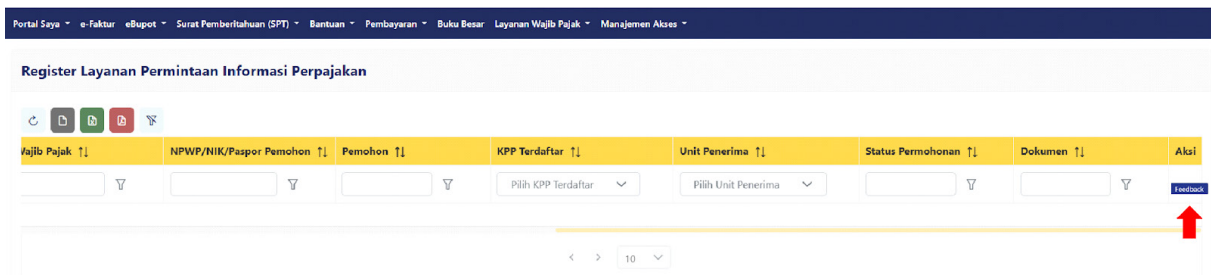 Portal Saya e-Faktur eBupot Surat Pemberitahuan (SPT) Bantuan Pembayaran Buku Besar Layanan Wajib Pajak Manajemen Akses
Register Layanan Permintaan Informasi Perpajakan
Wajib Pajak NPWP/NIK/Paspor Pemohon Pemohon KPP Terdaftar Unit Penerima Status Permohonan Dokumen Aksi
Pilih KPP Terdaftar Pilih Unit Penerima Feedback
< > 10